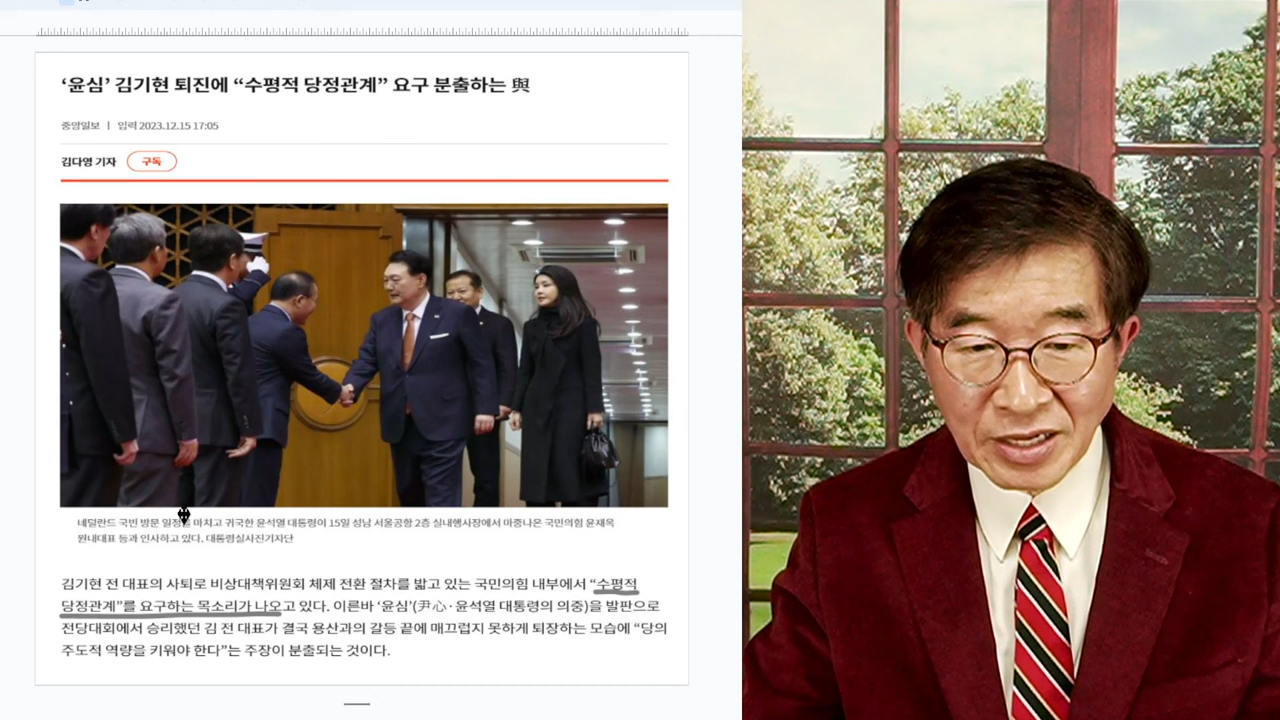 ‘윤심’ 김기현 퇴진에 “수평적 당정관계” 요구 분출하는 與
중앙일보 | 입력 2023.12.15 17:05
김다영 기자 구독
네덜란드 국빈 방문 일정을 마치고 귀국한 윤석열 대통령이 15일 성남 서울공항 2층 실내행사장에서 마중나온 국민의힘 윤재옥
원내대표 등과 인사하고 있다. 대통령실사진기자단
김기현 전 대표의 사퇴로 비상대책위원회 체제 전환 절차를 밟고 있는 국민의힘 내부에서 “수평적
당정관계”를 요구하는 목소리가 나오고 있다. 이른바 ‘윤심’(尹心·윤석열 대통령의 의중)을 발판으로
전당대회에서 승리했던 김 전 대표가 결국 용산과의 갈등 끝에 매끄럽지 못하게 퇴장하는 모습에 “당의
주도적 역량을 키워야 한다”는 주장이 분출되는 것이다.